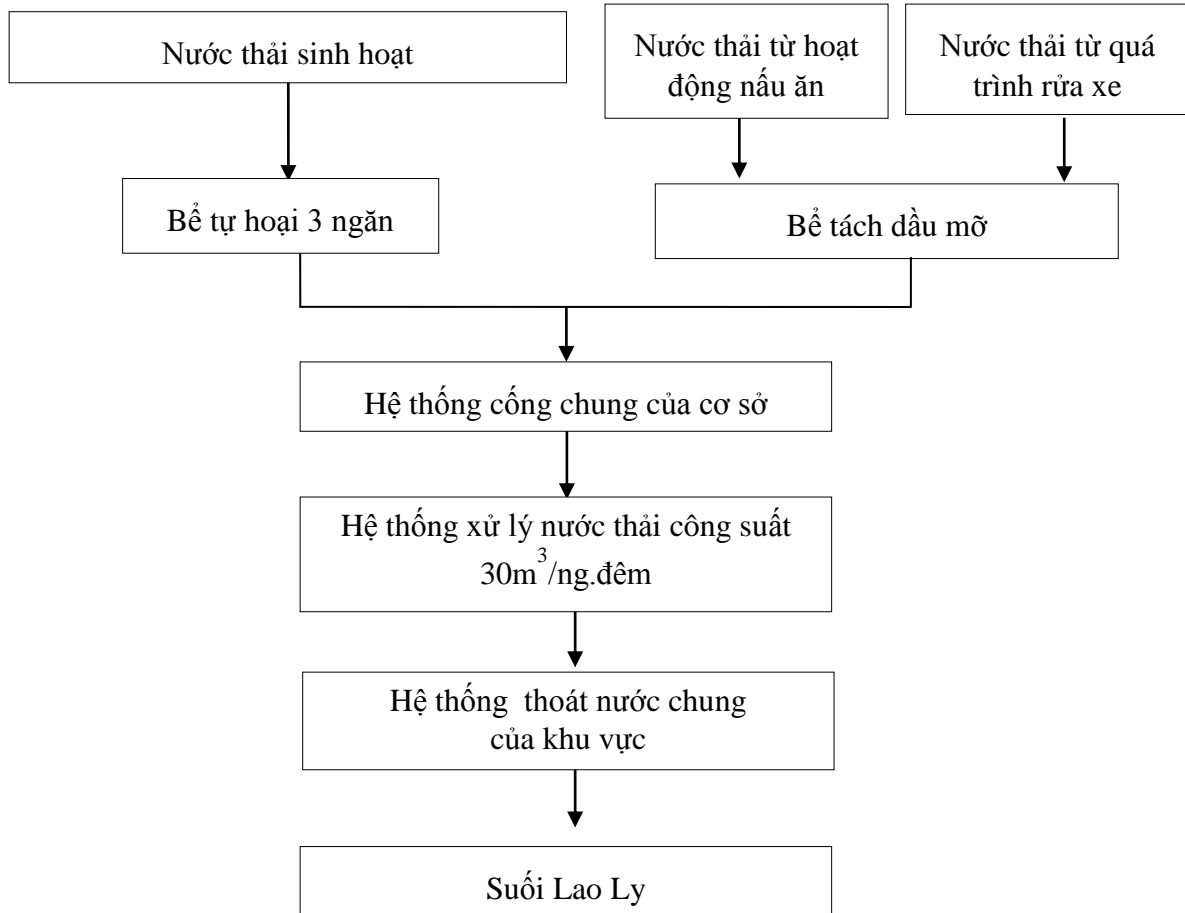 Nước thải sinh hoạt
Nước thải từ hoạt
động nấu ăn
Nước thải từ quá
trình rửa xe
Bể tự hoại 3 ngăn
Bể tách dầu mỡ
Hệ thống cống chung của cơ sở
Hệ thống xử lý nước thải công suất
30m³/ng.đêm
Hệ thống thoát nước chung
của khu vực
Suối Lao Ly